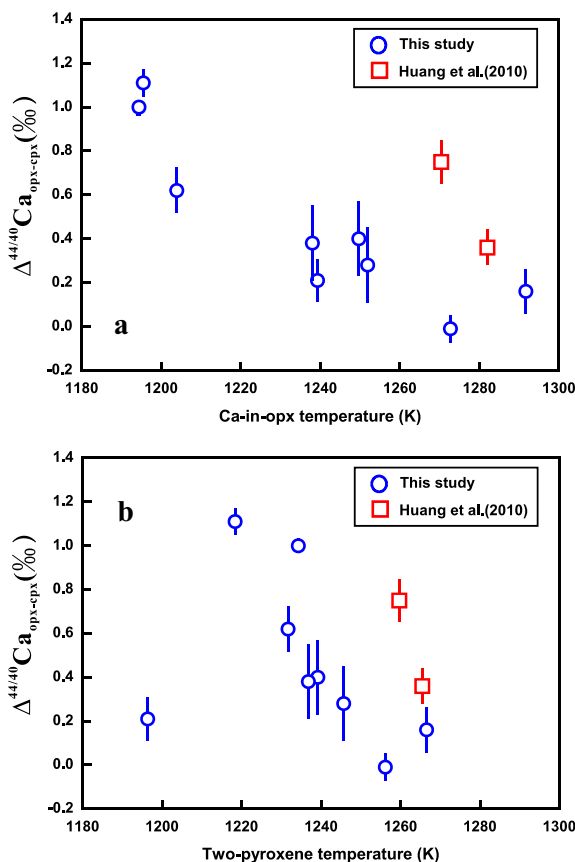 1.4
1.2
1.0
0.8
0.6
0.4
0.2
0.0
-0.2
Δ44/40Caopx-cpx(‰)
This study
Huang et al.(2010)
a
1180 1200 1220 1240 1260 1280 1300
Ca-in-opx temperature (K)
1.4
1.2
1.0
0.8
0.6
0.4
0.2
0.0
-0.2
Δ44/40Caopx-cpx(‰)
This study
Huang et al.(2010)
b
1180 1200 1220 1240 1260 1280 1300
Two-pyroxene temperature (K)